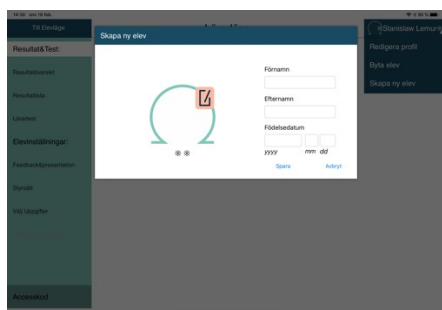 Till Elevläge
Stanislaw Lemur
Resultat&Test:
Resultatöversikt
Resultatlista
Lästest
Elevinställningar:
Feedback&presentation
Styrsätt
Välj Uppgifter
Accesskod
Redigera profil
Byta elev
Skapa ny elev
Skapa ny elev
Förnamn
Efternamn
Födelsedatum
yyyy mm dd
Spara Avbryt